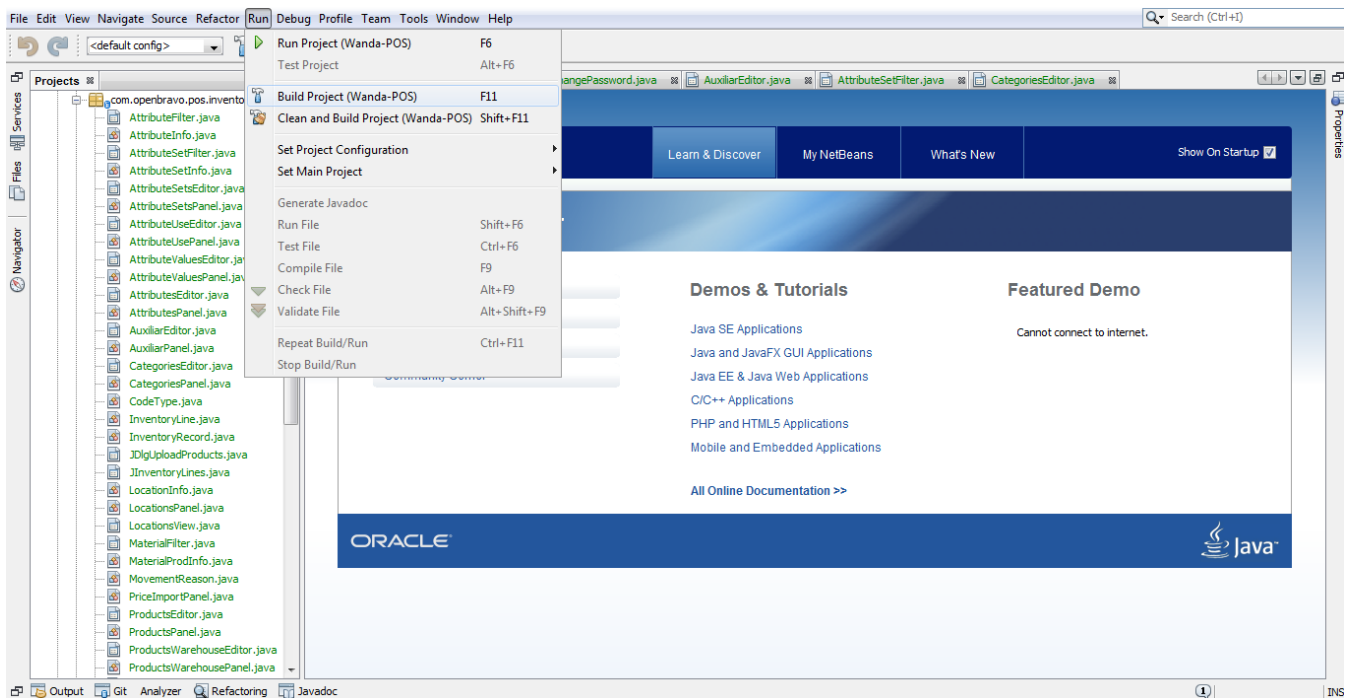 File Edit View Navigate Source Refactor Run Debug Profile Team Tools Window Help
Search (Ctrl+I)
<default config>
Projects
angePassword.java
AuxiliarEditor.java
AttributeSetFilter.java
CategoriesEditor.java
Services
Files
Navigator
Properties
com.openbravo.pos.invento
AttributeFilter.java
AttributeInfo.java
AttributeSetFilter.java
AttributeSetInfo.java
AttributeSetsEditor.java
AttributeSetsPanel.java
AttributeUseEditor.java
AttributeUsePanel.java
AttributeValuesEditor.jav
AttributeValuesPanel.jav
AttributesEditor.java
AttributesPanel.java
AuxiliarEditor.java
AuxiliarPanel.java
CategoriesEditor.java
CategoriesPanel.java
CodeType.java
InventoryLine.java
InventoryRecord.java
JDlgUploadProducts.java
JInventoryLines.java
LocationInfo.java
LocationsPanel.java
LocationsView.java
MaterialFilter.java
MaterialProdInfo.java
MovementReason.java
PriceImportPanel.java
ProductsEditor.java
ProductsPanel.java
ProductsWarehouseEditor.java
ProductsWarehousePanel.java
Run Project (Wanda-POS) F6
Test Project Alt+F6
Build Project (Wanda-POS) F11
Clean and Build Project (Wanda-POS) Shift+F11
Set Project Configuration
Set Main Project
Generate Javadoc
Run File Shift+F6
Test File Ctrl+F6
Compile File F9
Check File Alt+F9
Validate File Alt+Shift+F9
Repeat Build/Run Ctrl+F11
Stop Build/Run
Learn & Discover
My NetBeans
What's New
Show On Startup
Demos & Tutorials
Java SE Applications
Java and JavaFX GUI Applications
Java EE & Java Web Applications
C/C++ Applications
PHP and HTML5 Applications
Mobile and Embedded Applications
All Online Documentation >>
Featured Demo
Cannot connect to internet.
ORACLE
Java
Output Git Analyzer Refactoring Javadoc
1
INS